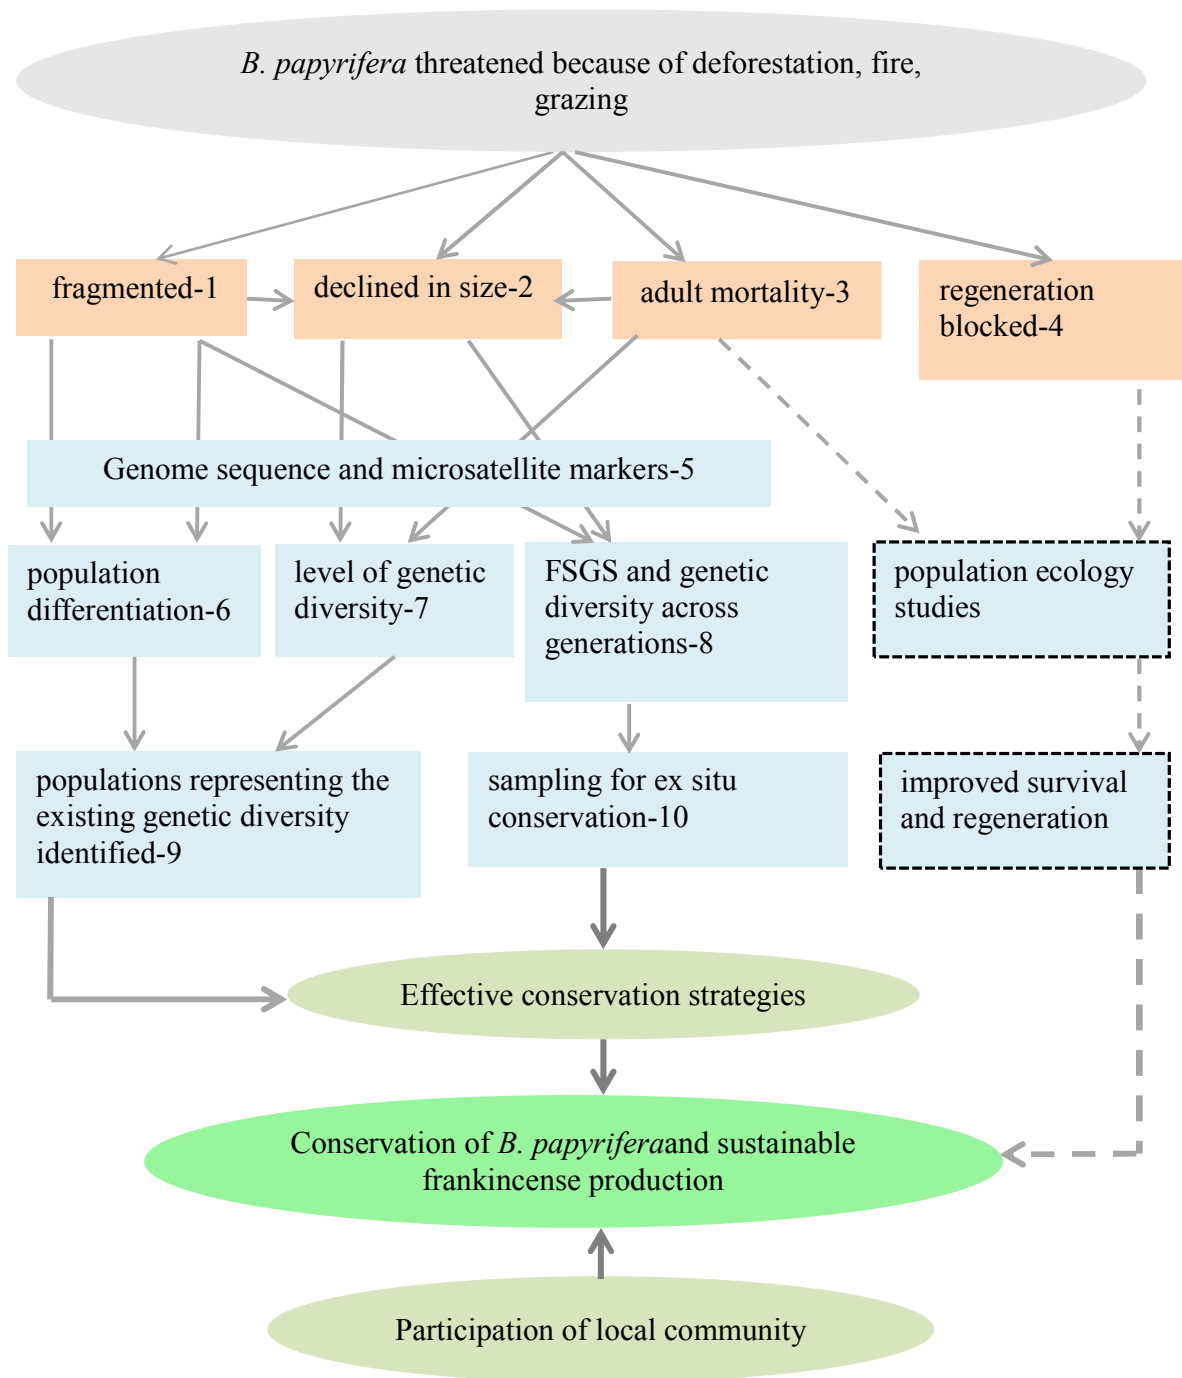 B. papyrifera threatened because of deforestation, fire,
grazing
fragmented-1
declined in size-2
adult mortality-3
regeneration
blocked-4
Genome sequence and microsatellite markers-5
population
differentiation-6
level of genetic
diversity-7
FSGS and genetic
diversity across
generations-8
population ecology
studies
populations representing the
existing genetic diversity
identified-9
sampling for ex situ
conservation-10
improved survival
and regeneration
Effective conservation strategies
Conservation of B. papyriferaand sustainable
frankincense production
Participation of local community